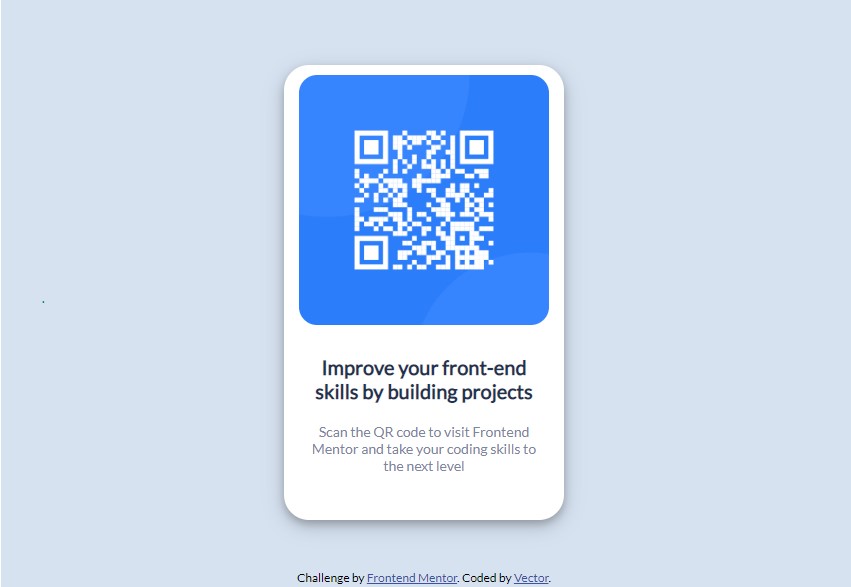 Improve your front-end
skills by building projects
Scan the QR code to visit Frontend
Mentor and take your coding skills to
the next level
.
Challenge by Frontend Mentor. Coded by Vector.